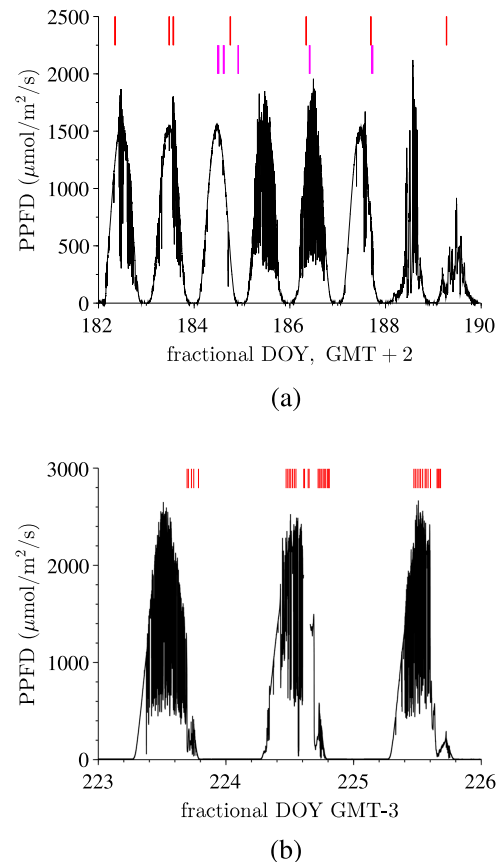 2500
2000
1500
1000
500
0
PPFD (μmol/m²/s)
182 184 186 188 190
fractional DOY, GMT + 2
(a)
3000
2000
1000
0
PPFD (μmol/m²/s)
223 224 225 226
fractional DOY GMT-3
(b)